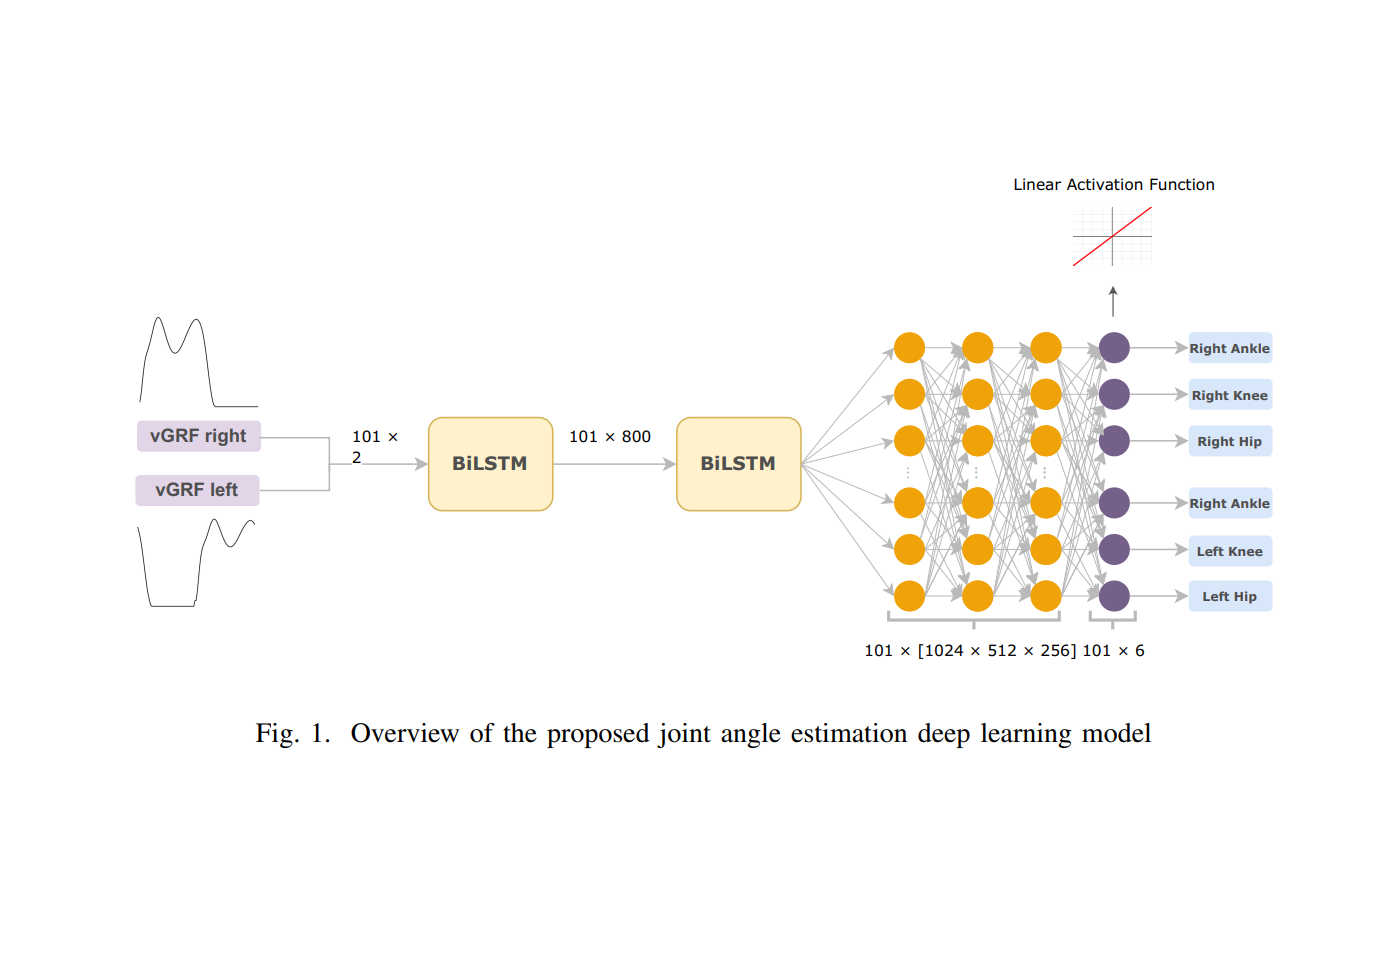 Linear Activation Function
vGRF right
vGRF left
101 ×
2
BiLSTM
101 × 800
BiLSTM
Right Ankle
Right Knee
Right Hip
Right Ankle
Left Knee
Left Hip
101 × [1024 × 512 × 256] 101 × 6
Fig. 1. Overview of the proposed joint angle estimation deep learning model